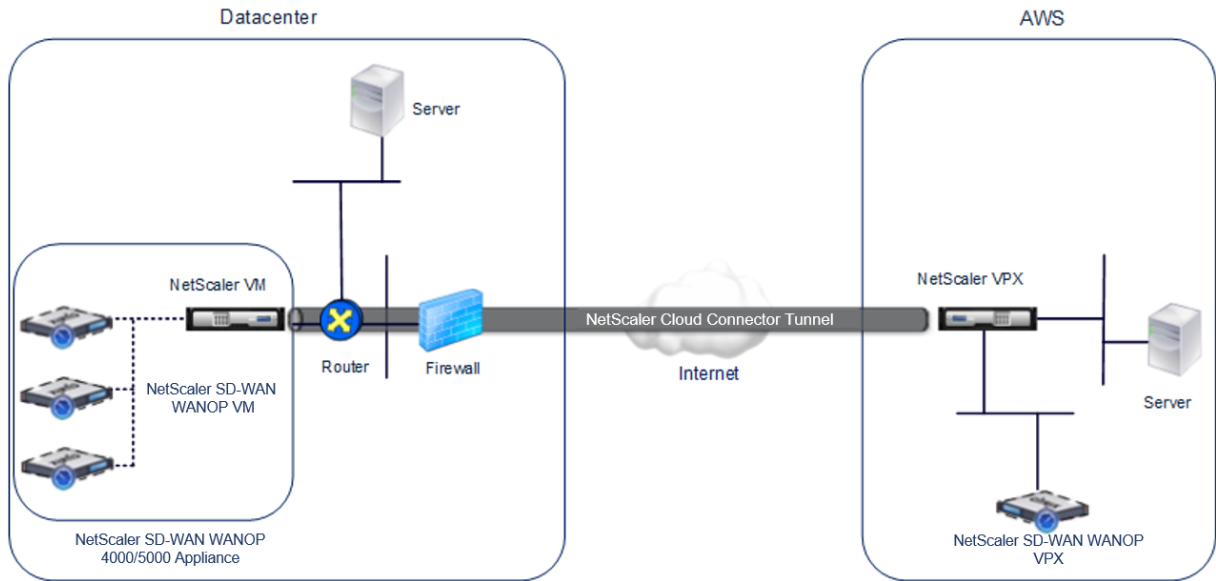 Datacenter
AWS
Server
NetScaler VM
NetScaler SD-WAN
WANOP VM
Router
Firewall
NetScaler SD-WAN WANOP
4000/5000 Appliance
NetScaler Cloud Connector Tunnel
Internet
NetScaler VPX
Server
NetScaler SD-WAN WANOP
VPX